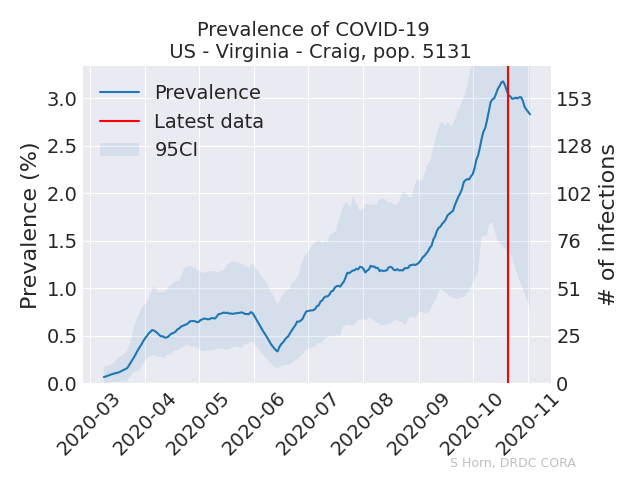 Prevalence of COVID-19
US - Virginia - Craig, pop. 5131
Prevalence
Latest data
95CI
Prevalence (%)
3.0
2.5
2.0
1.5
1.0
0.5
0.0
153
128
102
76
51
25
0
# of infections
2020-03
2020-04
2020-05
2020-06
2020-07
2020-08
2020-09
2020-10
2020-11
S Horn, DRDC CORA